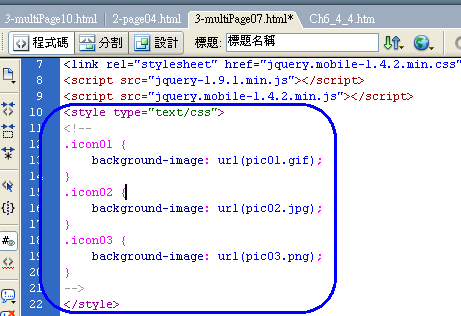 3-multiPage10.html 2-page04.html 3-multiPage07.html* Ch6_4_4.htm
程式碼 分割 設計 標題: 標題名稱
7 <link rel="stylesheet" href="jquery.mobile-1.4.2.min.css"
8 <script src="jquery-1.9.1.min.js"></script>
9 <script src="jquery.mobile-1.4.2.min.js"></script>
10 <style type="text/css">
11 <!--
12 .icon01 {
13 background-image: url(pic01.gif);
14 }
15 .icon02 {
16 background-image: url(pic02.jpg);
17 }
18 .icon03 {
19 background-image: url(pic03.png);
20 }
21 -->
22 </style>